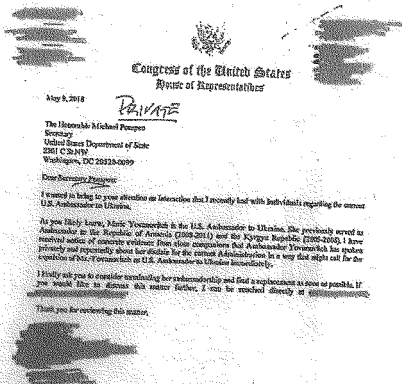 Congress of the United States
House of Representatives
May 9, 2018
PRIVATE
The Honorable Michael Pompeo
Secretary
United States Department of State
2201 C St NW
Washington, DC 20520-0099
Dear Secretary Pompeo:
I wanted to bring to your attention an interaction that I recently had with individuals regarding the current
U.S. Ambassador to Ukraine.
As you likely know, Marie Yovanovitch is the U.S. Ambassador to Ukraine. She previously served as
Ambassador to the Republic of Armenia (2008-2011) and the Kyrgyz Republic (2005-2008). I have
received notice of concrete evidence from close companions that Ambassador Yovanovitch has spoken
privately and repeatedly about her disdain for the current Administration in a way that might call for the
expulsion of Mrs. Yovanovitch as U.S. Ambassador to Ukraine immediately.
I kindly ask you to consider terminating her ambassadorship and find a replacement as soon as possible. If
you would like to discuss this matter further, I can be reached directly at
Thank you for reviewing this matter.